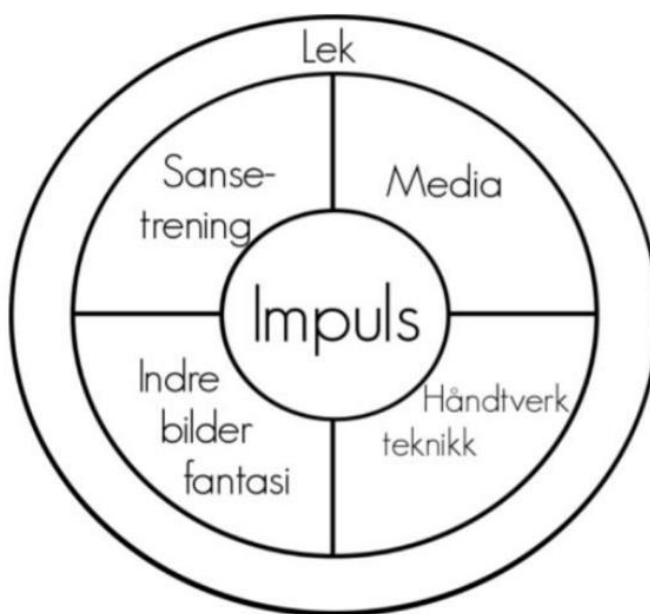 Lek
Sanse-
trening
Media
Impuls
Indre
bilder
fantasi
Håndtverk
teknikk